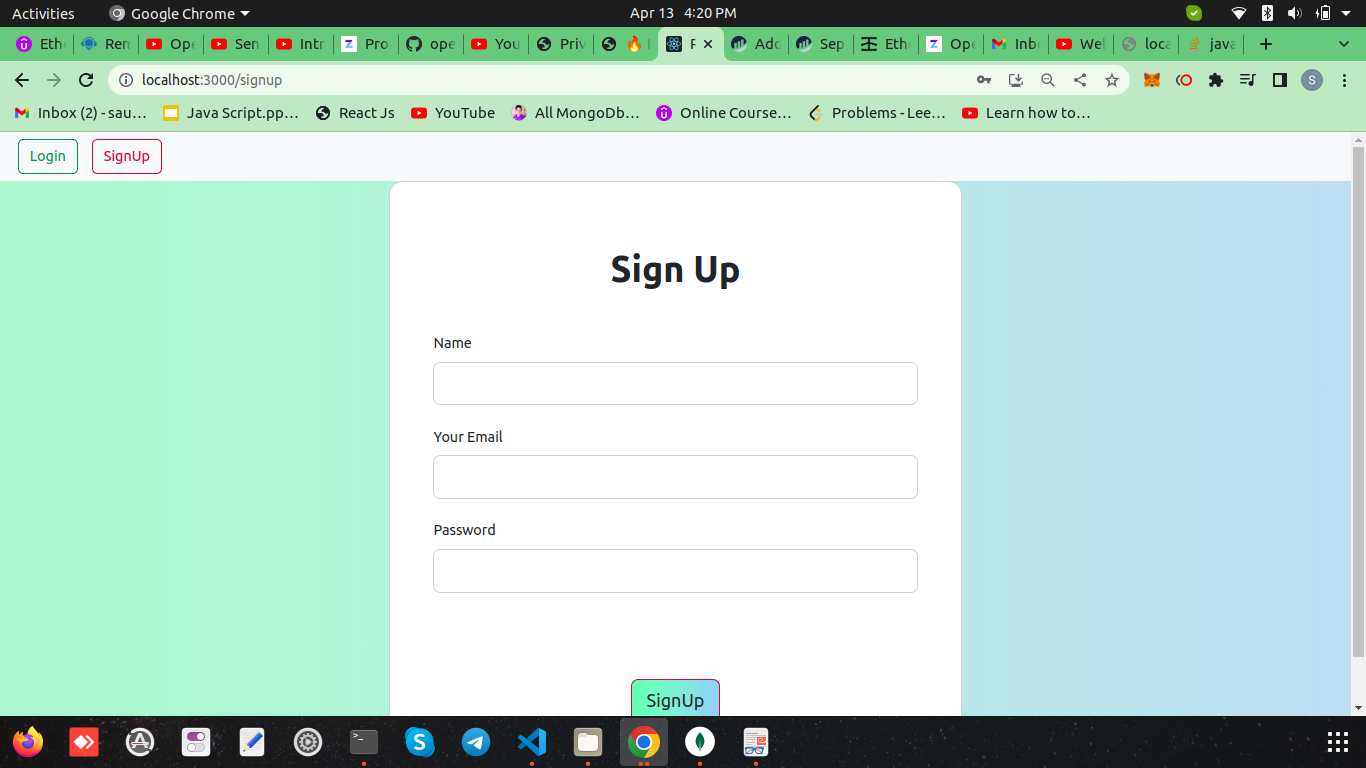 Activities Google Chrome Apr 13 4:20 PM
Eth Ren Ope Sen Intr Pro ope You Priv Add Sep Eth Ope Inb Wel loca java
localhost:3000/signup S
Inbox (2) - sau… Java Script.pp… React Js YouTube All MongoDb… Online Course… Problems - Lee… Learn how to…
Login SignUp
Sign Up
Name
Your Email
Password
SignUp